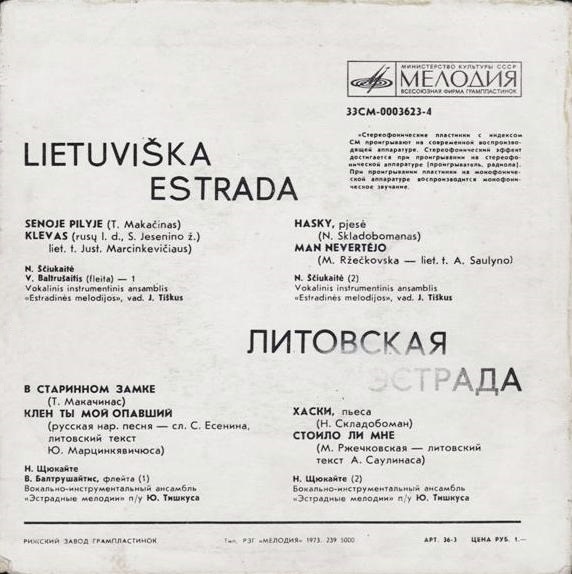 МИНИСТЕРСТВО КУЛЬТУРЫ СССР
МЕЛОДИЯ
ВСЕСОЮЗНАЯ ФИРМА ГРАМПЛАСТИНОК
33СМ-0003623-4
«Стереофонические пластинки с индексом
СМ проигрывают на современной воспроизво-
дящей аппаратуре. Стереофонический эффект
достигается при проигрывании на стереофо-
нической аппаратуре (проигрыватель, радиола).
При проигрывании пластинки на монофониче-
ской аппаратуре воспроизводится монофони-
ческое звучание.
LIETUVIŠKA
ESTRADA
SENOJE PILYJE (T. Makačinas)
KLEVAS (rusų l. d., S. Jesenino ž.)
liet. t. Just. Marcinkevičiaus)
N. Ščiukaitė
V. Baltrušaitis (fleita) — 1
Vokalinis instrumentinis ansamblis
«Estradinės melodijos», vad. J. Tiškus
HASKY, pjesė
(N. Skladobomanas)
MAN NEVERTĖJO
(M. Ržečkovska — liet. t. A. Saulyno)
N. Ščiukaitė (2)
Vokalinis instrumentinis ansamblis
«Estradinės melodijos», vad. J. Tiškus
ЛИТОВСКАЯ
ЭСТРАДА
В СТАРИННОМ ЗАМКЕ
(Т. Макачинас)
КЛЕН ТЫ МОЙ ОПАВШИЙ
(русская нар. песня — сл. С. Есенина,
литовский текст
Ю. Марцинкявичюса)
Н. Щюкайте
В. Балтрушайтис, флейта (1)
Вокально-инструментальный ансамбль
«Эстрадные мелодии» п/у Ю. Тишкуса
ХАСКИ, пьеса
(Н. Складобоман)
СТОИЛО ЛИ МНЕ
(М. Ржечковская — литовский
текст А. Саулинаса)
Н. Щюкайте (2)
Вокально-инструментальный ансамбль
«Эстрадные мелодии» п/у Ю. Тишкуса
РИЖСКИЙ ЗАВОД ГРАМПЛАСТИНОК
Тип. РЗГ «МЕЛОДИЯ» 1973. 239 5000
АРТ. 36-3
ЦЕНА РУБ. 1.—